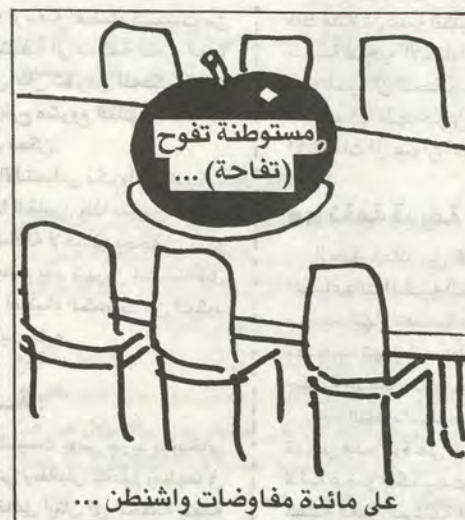 مستوطنة تفوح
(تفاحة) ...
على مائدة مفاوضات واشنطن ...